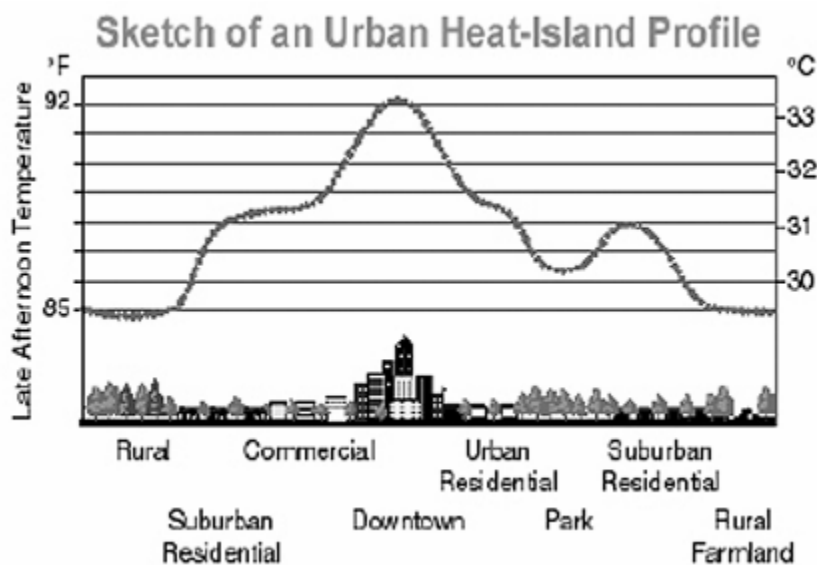 Sketch of an Urban Heat-Island Profile
°F
°C
92
85
33
32
31
30
Late Afternoon Temperature
Rural
Commercial
Urban
Residential
Suburban
Residential
Suburban
Residential
Downtown
Park
Rural
Farmland